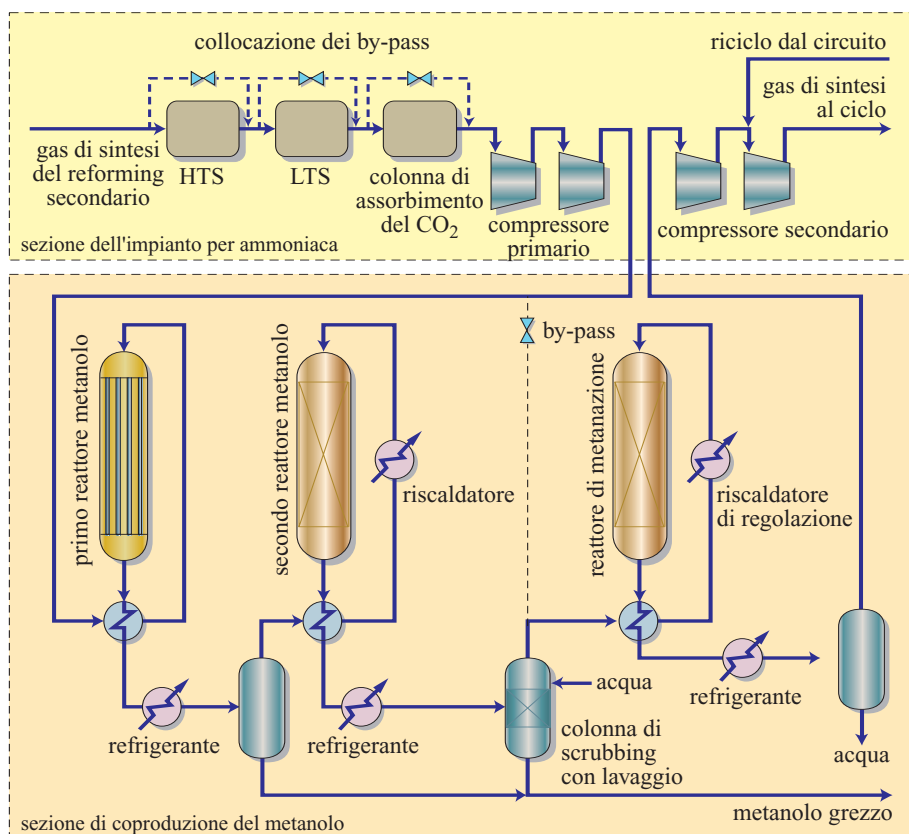 collocazione dei by-pass
riciclo dal circuito
gas di sintesi
al ciclo
gas di sintesi
del reforming
secondario
HTS
LTS
colonna di
assorbimento
del CO₂
compressore
primario
compressore secondario
sezione dell'impianto per ammoniaca
primo reattore metanolo
secondo reattore metanolo
riscaldatore
by-pass
reattore di metanazione
riscaldatore
di regolazione
refrigerante
refrigerante
acqua
colonna di
scrubbing
con lavaggio
refrigerante
acqua
metanolo grezzo
sezione di coproduzione del metanolo